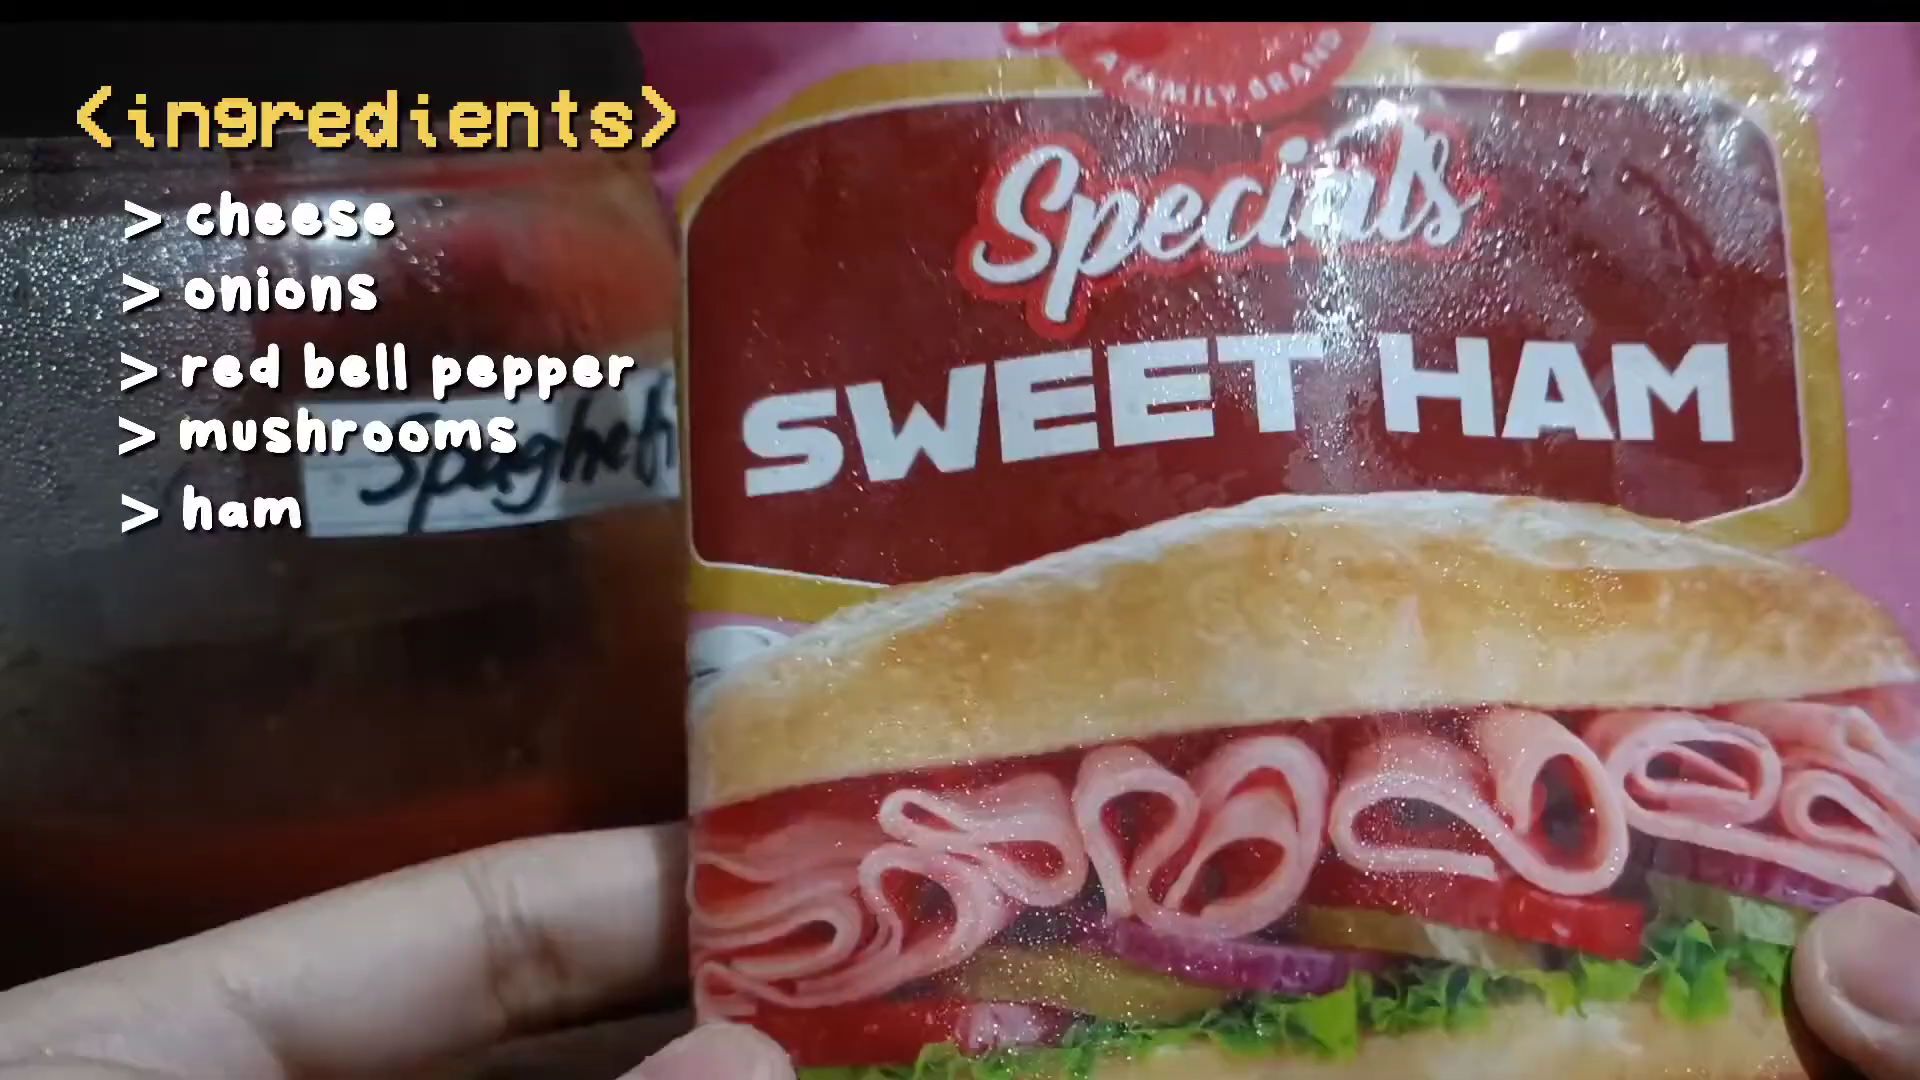 <ingredients>
> cheese
> onions
> red bell pepper
> mushrooms
> ham
Spaghetti
A FAMILY BRAND
Specials
SWEET HAM